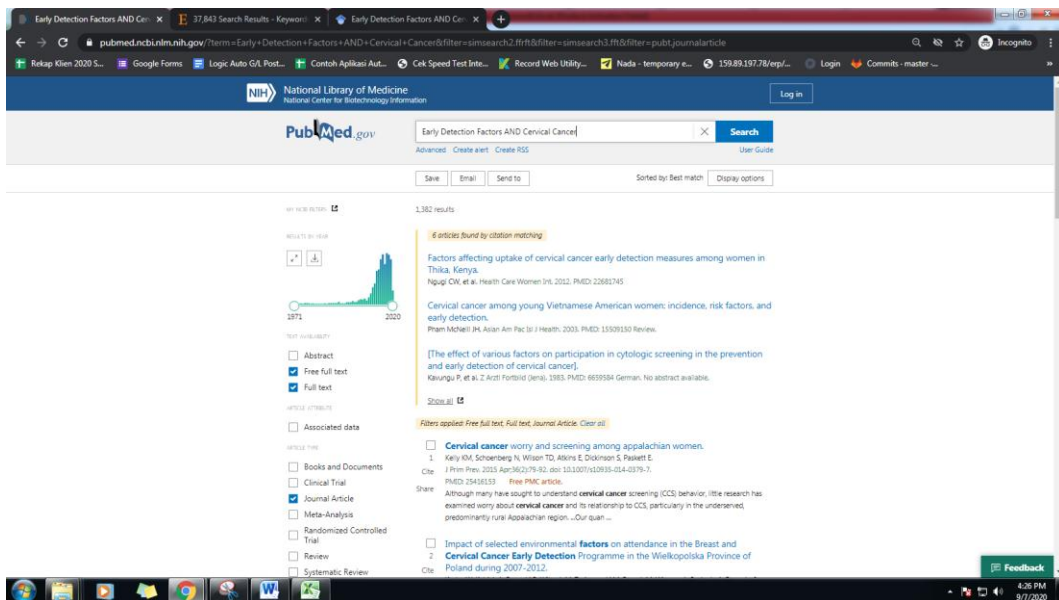 Early Detection Factors AND Cerv
37,843 Search Results - Keyword
Early Detection Factors AND Cerv
pubmed.ncbi.nlm.nih.gov/?term=Early+Detection+Factors+AND+Cervical+Cancer&filter=simsearch2.ffrft&filter=simsearch3.fft&filter=pubt.journalarticle
Incognito
Rekap Klien 2020 S... Google Forms Logic Auto G/L Post... Contoh Aplikasi Aut... Cek Speed Test Inte... Record Web Utility... Nada - temporary e... 159.89.197.78/erp/... Login Commits - master -...
NIH National Library of Medicine
National Center for Biotechnology Information
Log in
PubMed.gov
Early Detection Factors AND Cervical Cancer
Search
Advanced Create alert Create RSS User Guide
Save Email Send to Sorted by: Best match Display options
MY NCBI FILTERS
1,382 results
RESULTS BY YEAR
1971 2020
6 articles found by citation matching
Factors affecting uptake of cervical cancer early detection measures among women in
Thika, Kenya.
Ngugi CW, et al. Health Care Women Int. 2012. PMID: 22681745
Cervical cancer among young Vietnamese American women: incidence, risk factors, and
early detection.
Pham McNeill JH. Asian Am Pac Isl J Health. 2003. PMID: 15509150 Review.
[The effect of various factors on participation in cytologic screening in the prevention
and early detection of cervical cancer].
Kavungu P, et al. Z Arztl Fortbild (Jena). 1983. PMID: 6659584 German. No abstract available.
Show all
TEXT AVAILABILITY
Abstract
Free full text
Full text
ARTICLE ATTRIBUTE
Associated data
ARTICLE TYPE
Books and Documents
Clinical Trial
Journal Article
Meta-Analysis
Randomized Controlled
Trial
Review
Systematic Review
Filters applied: Free full text, Full text, Journal Article. Clear all
1
Cite
Share
Cervical cancer worry and screening among appalachian women.
Kelly KM, Schoenberg N, Wilson TD, Atkins E, Dickinson S, Paskett E.
J Prim Prev. 2015 Apr;36(2):79-92. doi: 10.1007/s10935-014-0379-7.
PMID: 25416153 Free PMC article.
Although many have sought to understand cervical cancer screening (CCS) behavior, little research has
examined worry about cervical cancer and its relationship to CCS, particularly in the underserved,
predominantly rural Appalachian region. ...Our quan ...
2
Cite
Impact of selected environmental factors on attendance in the Breast and
Cervical Cancer Early Detection Programme in the Wielkopolska Province of
Poland during 2007-2012.
Feedback
4:26 PM
9/7/2020